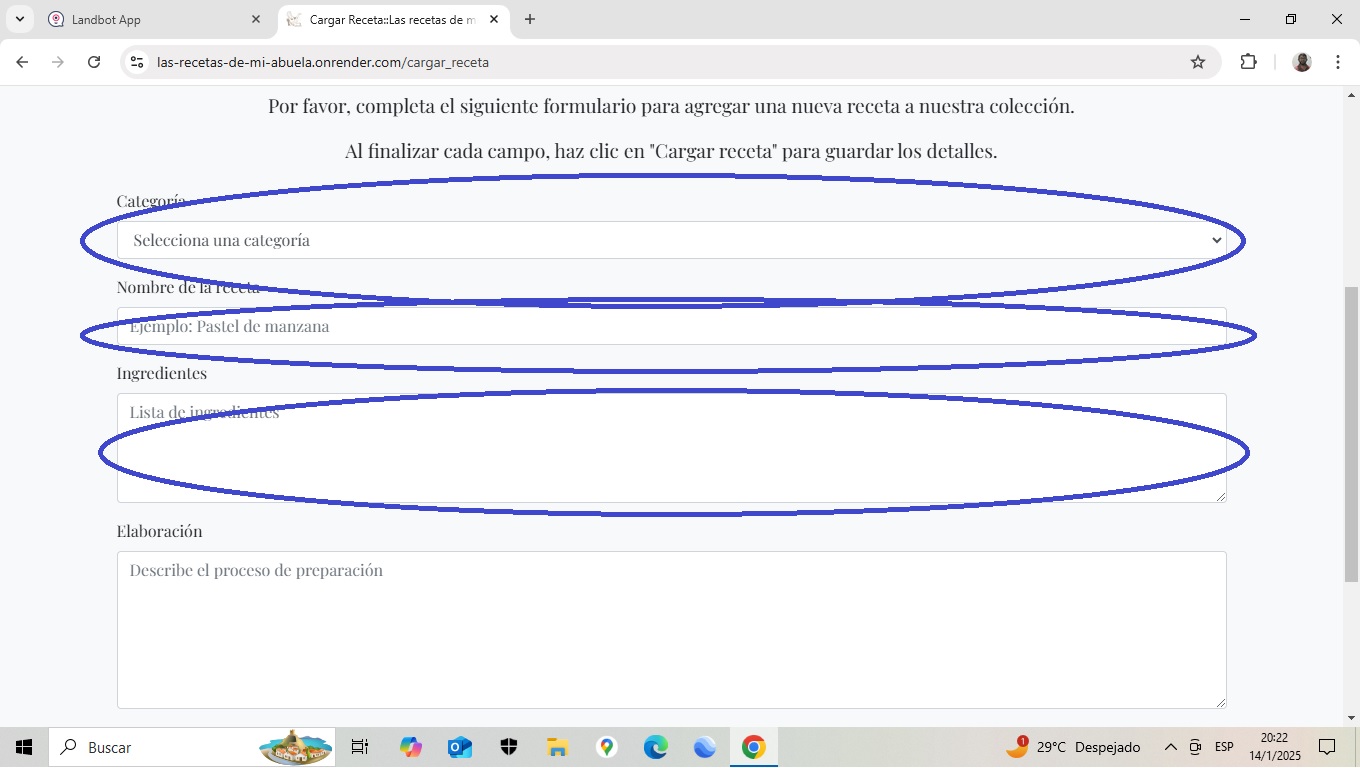 Landbot App
Cargar Receta::Las recetas de m
las-recetas-de-mi-abuela.onrender.com/cargar_receta
Por favor, completa el siguiente formulario para agregar una nueva receta a nuestra colección.
Al finalizar cada campo, haz clic en "Cargar receta" para guardar los detalles.
Categoría
Selecciona una categoría
Nombre de la receta
Ejemplo: Pastel de manzana
Ingredientes
Lista de ingredientes
Elaboración
Describe el proceso de preparación
Buscar
1
29°C Despejado
ESP
20:22
14/1/2025